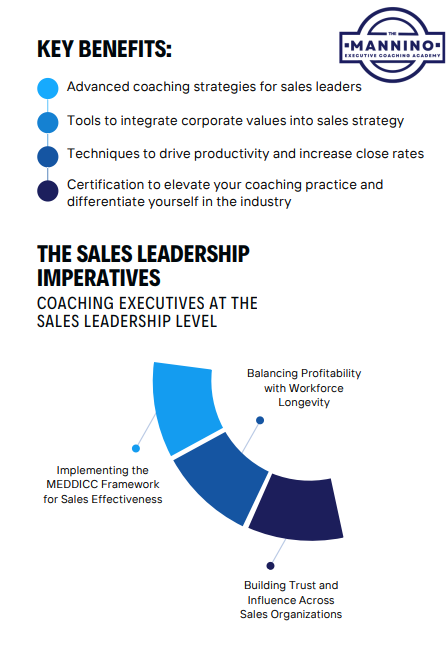 KEY BENEFITS:
THE
MANNINO
EXECUTIVE COACHING ACADEMY
Advanced coaching strategies for sales leaders
Tools to integrate corporate values into sales strategy
Techniques to drive productivity and increase close rates
Certification to elevate your coaching practice and
differentiate yourself in the industry
THE SALES LEADERSHIP
IMPERATIVES
COACHING EXECUTIVES AT THE
SALES LEADERSHIP LEVEL
Balancing Profitability
with Workforce
Longevity
Implementing the
MEDDICC Framework
for Sales Effectiveness
Building Trust and
Influence Across
Sales Organizations